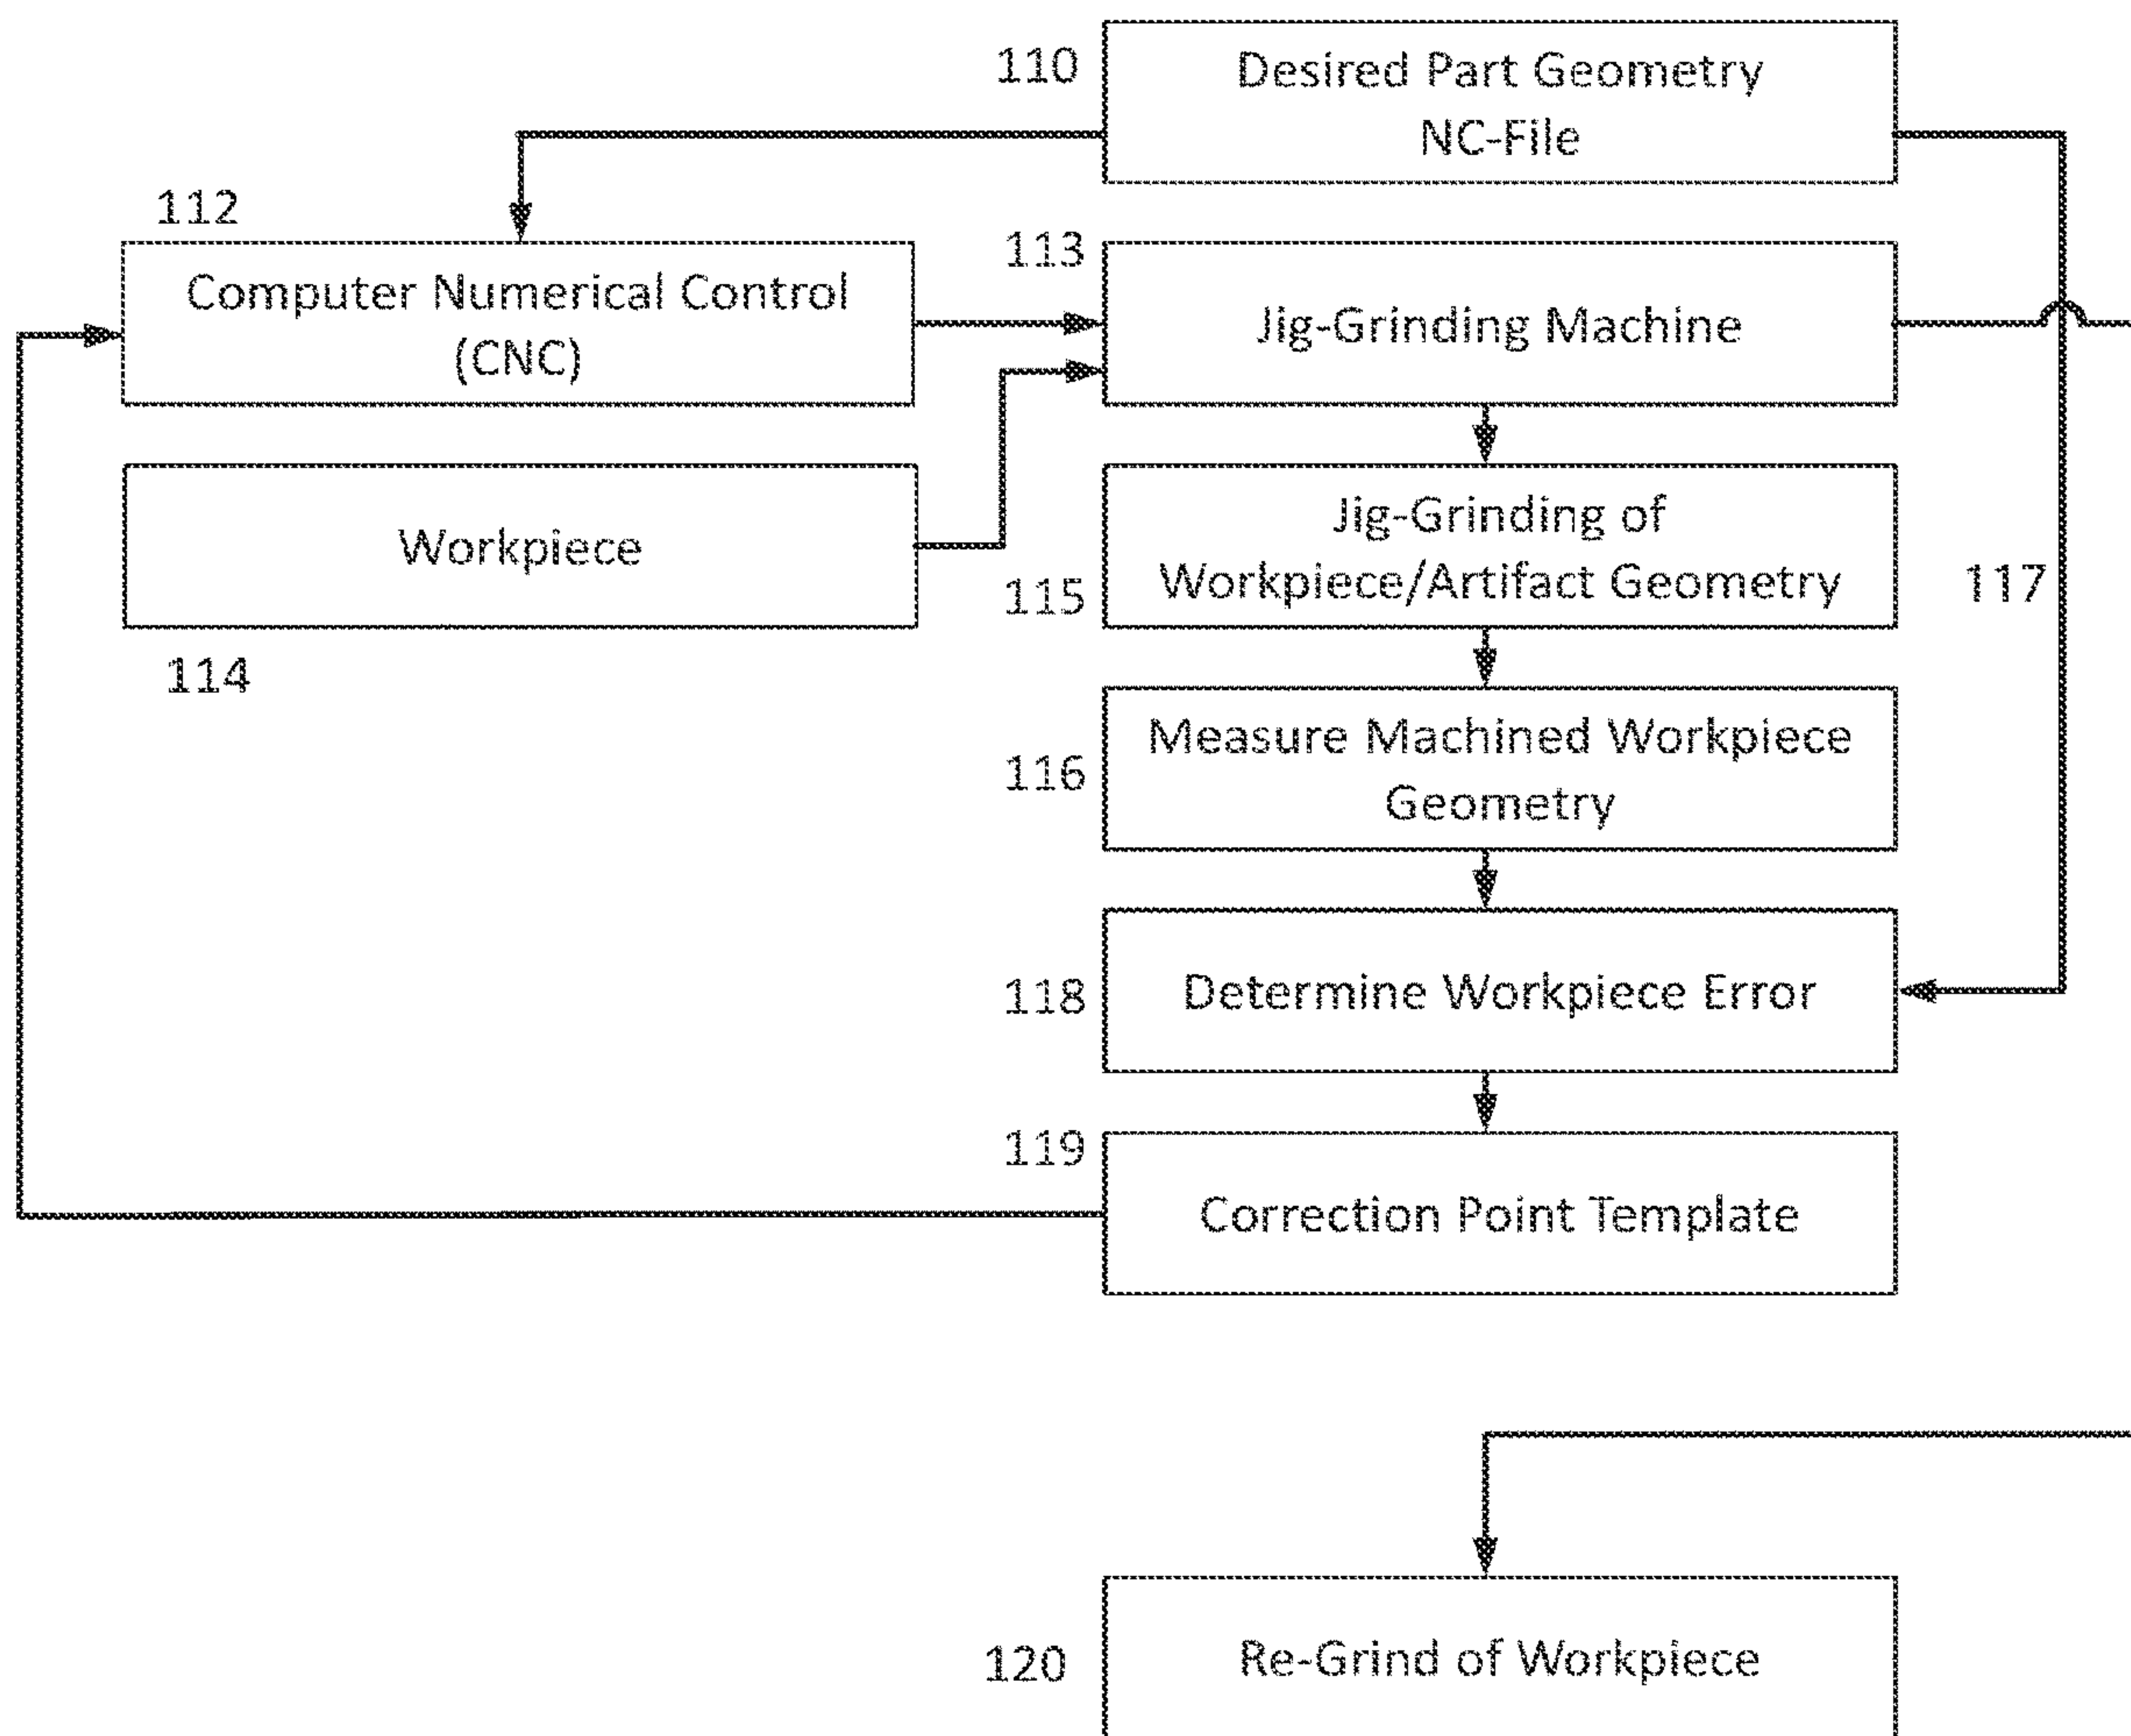 110
Desired Part Geometry
NC-File
112
Computer Numerical Control
(CNC)
113
Jig-Grinding Machine
Workpiece
114
Jig-Grinding of
Workpiece/Artifact Geometry
115
117
Measure Machined Workpiece
Geometry
116
118
Determine Workpiece Error
119
Correction Point Template
120
Re-Grind of Workpiece